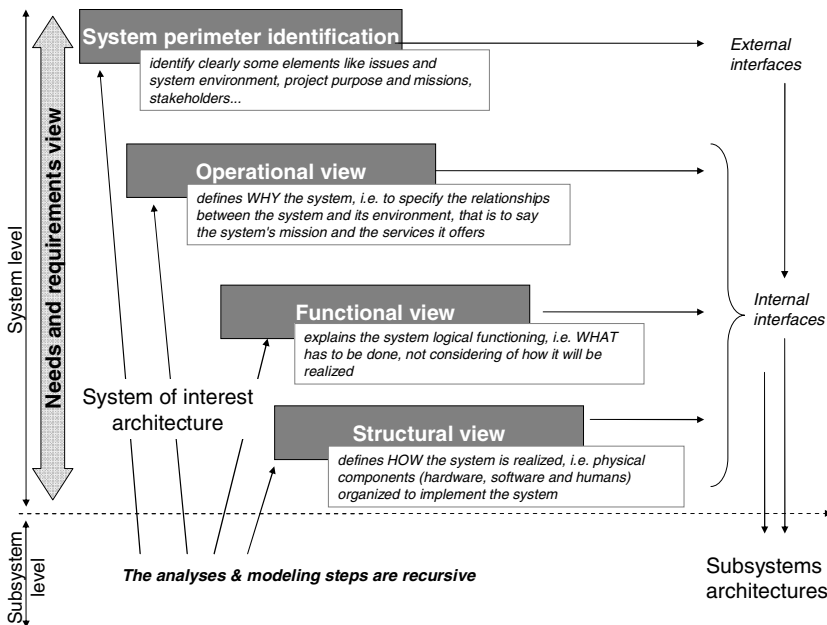 System perimeter identification
identify clearly some elements like issues and
system environment, project purpose and missions,
stakeholders...
External
interfaces
Needs and requirements view
System level
Operational view
defines WHY the system, i.e. to specify the relationships
between the system and its environment, that is to say
the system's mission and the services it offers
Functional view
explains the system logical functioning, i.e. WHAT
has to be done, not considering of how it will be
realized
Internal
interfaces
System of interest
architecture
Structural view
defines HOW the system is realized, i.e. physical
components (hardware, software and humans)
organized to implement the system
Subsystem
level
The analyses & modeling steps are recursive
Subsystems
architectures